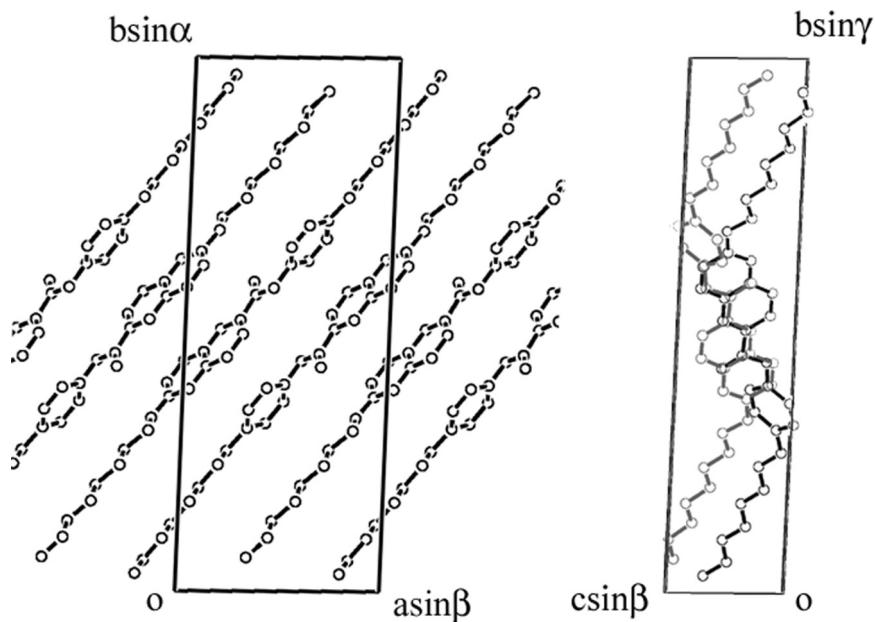 bsinα
bsinγ
o
asinβ
csinβ
o